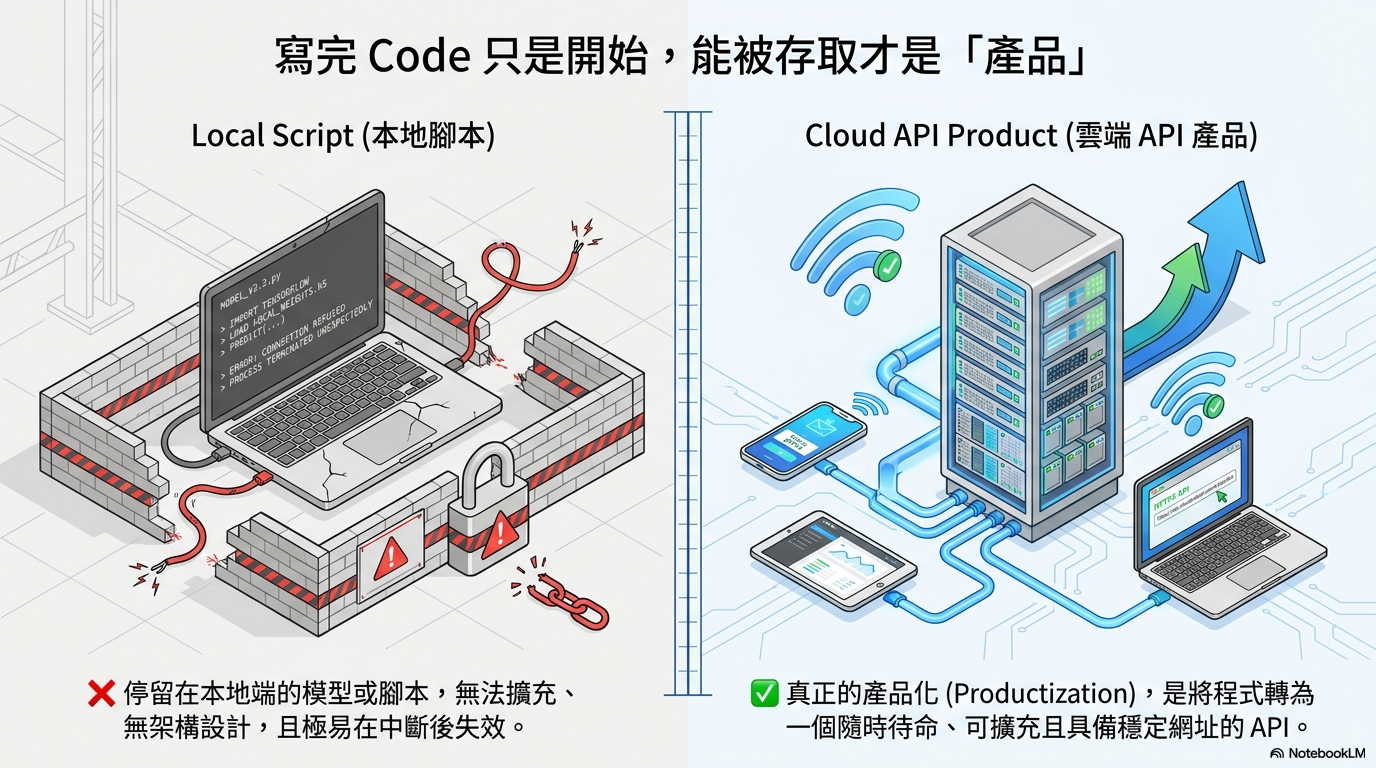 寫完 Code 只是開始，能被存取才是「產品」
Local Script (本地腳本)
Cloud API Product (雲端 API 產品)
MODEL_V2.3.py
> IMPORT TENSORFLOW
> LOAD LOCAL_WEIGHTS.h5
> PREDICT(...)
> ERROR: CONNECTION REFUSED
> PROCESS TERMINATED UNEXPECTEDLY
HTTPS API
停留在本地端的模型或腳本，無法擴充、
無架構設計，且極易在中斷後失效。
真正的產品化 (Productization)，是將程式轉為
一個隨時待命、可擴充且具備穩定網址的 API。
NotebookLM